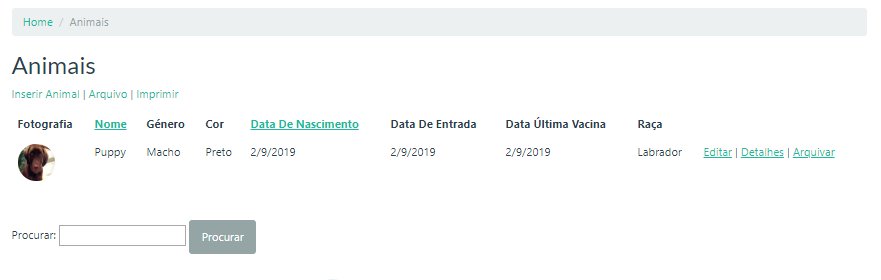 Home / Animais
Animais
Inserir Animal | Arquivo | Imprimir
Fotografia Nome Género Cor Data De Nascimento Data De Entrada Data Última Vacina Raça
Puppy Macho Preto 2/9/2019 2/9/2019 2/9/2019 Labrador Editar | Detalhes | Arquivar
Procurar: Procurar